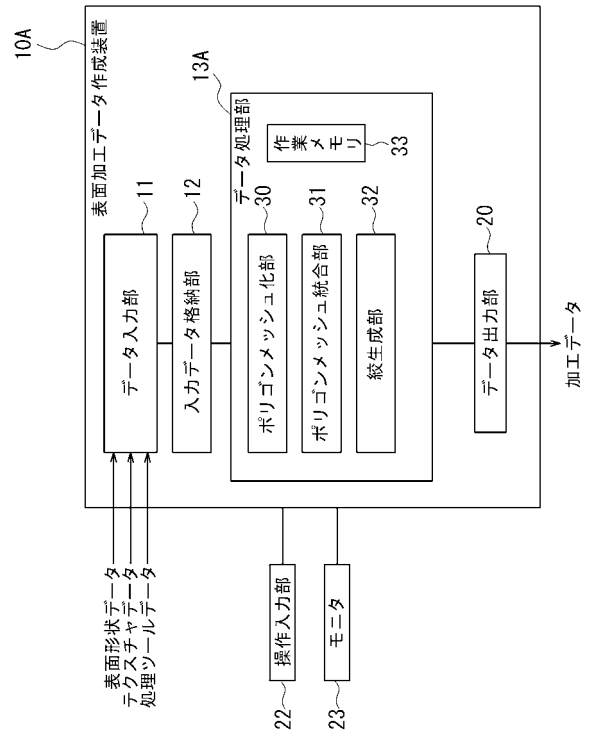 10A
表面加工データ作成装置
表面形状データ
テクスチャデータ
処理ツールデータ
データ入力部
11
入力データ格納部
12
13A
データ処理部
ポリゴンメッシュ化部
30
ポリゴンメッシュ統合部
31
絞生成部
32
作業メモリ
33
データ出力部
20
加工データ
操作入力部
22
モニタ
23